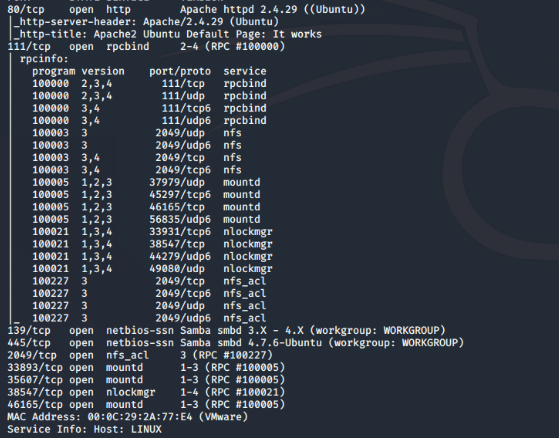 80/tcp open http Apache httpd 2.4.29 ((Ubuntu))
|_http-server-header: Apache/2.4.29 (Ubuntu)
|_http-title: Apache2 Ubuntu Default Page: It works
111/tcp open rpcbind 2-4 (RPC #100000)
| rpcinfo:
| program version port/proto service
| 100000 2,3,4 111/tcp rpcbind
| 100000 2,3,4 111/udp rpcbind
| 100000 3,4 111/tcp6 rpcbind
| 100000 3,4 111/udp6 rpcbind
| 100003 3 2049/udp nfs
| 100003 3 2049/udp6 nfs
| 100003 3,4 2049/tcp nfs
| 100003 3,4 2049/tcp6 nfs
| 100005 1,2,3 37979/udp mountd
| 100005 1,2,3 45297/tcp6 mountd
| 100005 1,2,3 46165/tcp mountd
| 100005 1,2,3 56835/udp6 mountd
| 100021 1,3,4 33931/tcp6 nlockmgr
| 100021 1,3,4 38547/tcp nlockmgr
| 100021 1,3,4 44279/udp6 nlockmgr
| 100021 1,3,4 49080/udp nlockmgr
| 100227 3 2049/tcp nfs_acl
| 100227 3 2049/tcp6 nfs_acl
| 100227 3 2049/udp nfs_acl
|_ 100227 3 2049/udp6 nfs_acl
139/tcp open netbios-ssn Samba smbd 3.X - 4.X (workgroup: WORKGROUP)
445/tcp open netbios-ssn Samba smbd 4.7.6-Ubuntu (workgroup: WORKGROUP)
2049/tcp open nfs_acl 3 (RPC #100227)
33893/tcp open mountd 1-3 (RPC #100005)
35607/tcp open mountd 1-3 (RPC #100005)
38547/tcp open nlockmgr 1-4 (RPC #100021)
46165/tcp open mountd 1-3 (RPC #100005)
MAC Address: 00:0C:29:2A:77:E4 (VMware)
Service Info: Host: LINUX